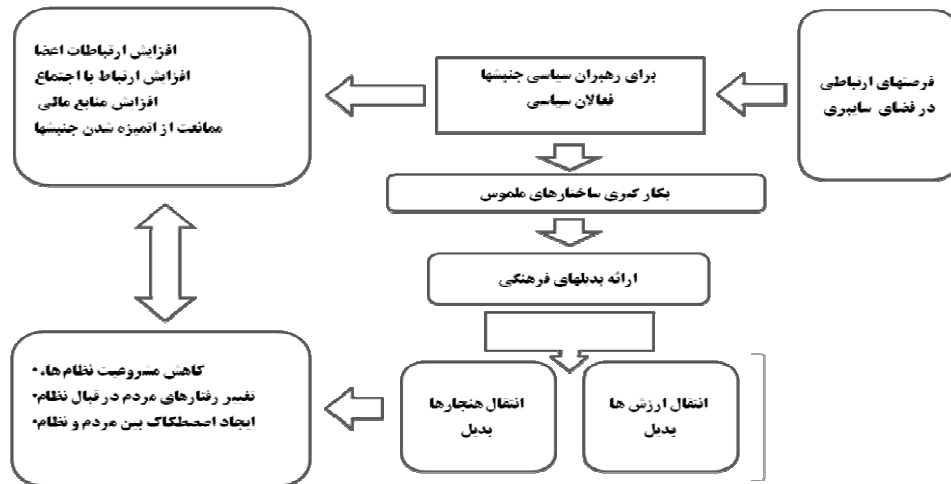 فرصتهای ارتباطی
در فضای سایبری
برای رهبران سیاسی جنبشها
فعالان سیاسی
افزایش ارتباطات اعضا
افزایش ارتباط با اجتماع
افزایش منابع مالی
ممانعت از اتمیزه شدن جنبشها
بکار گیری ساختارهای ملموس
ارائه بدیلهای فرهنگی
انتقال ارزش ها
بدیل
انتقال هنجارها
بدیل
•کاهش مشروعیت نظام ها،
•تغییر رفتارهای مردم در قبال نظام
•ایجاد اصطکاک بین مردم و نظام